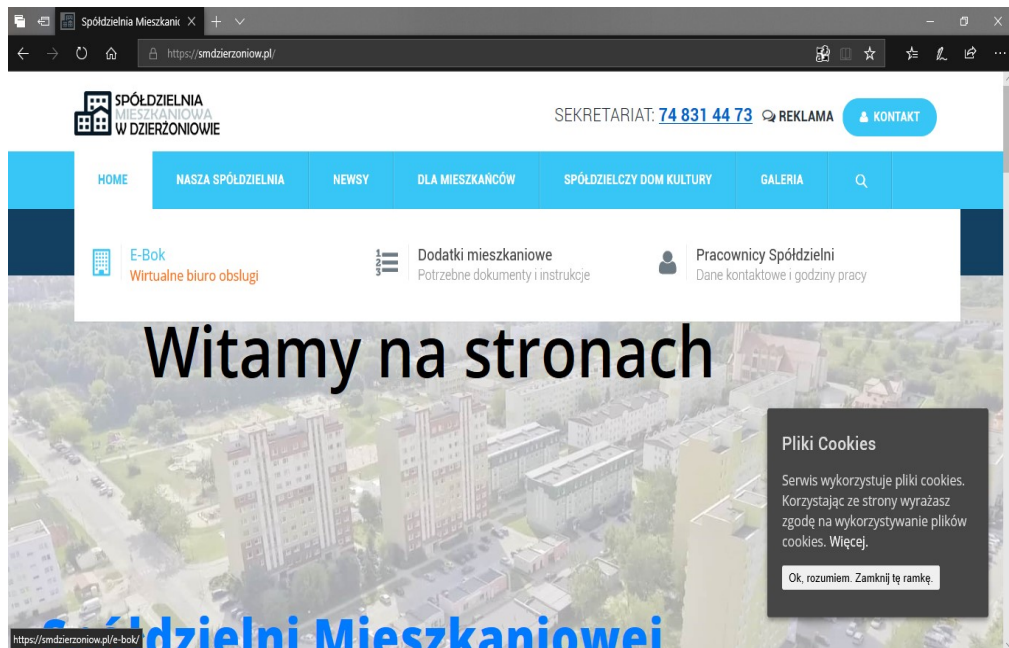 Spółdzielnia Mieszkanic
https://smdzierzoniow.pl/
SPÓŁDZIELNIA
MIESZKANIOWA
W DZIERŻONIOWIE
SEKRETARIAT: 74 831 44 73 REKLAMA KONTAKT
HOME NASZA SPÓŁDZIELNIA NEWSY DLA MIESZKAŃCÓW SPÓŁDZIELCZY DOM KULTURY GALERIA
E-Bok
Wirtualne biuro obslugi
Dodatki mieszkaniowe
Potrzebne dokumenty i instrukcje
Pracownicy Spółdzielni
Dane kontaktowe i godziny pracy
Witamy na stronach
Pliki Cookies
Serwis wykorzystuje pliki cookies.
Korzystając ze strony wyrażasz
zgodę na wykorzystywanie plików
cookies. Więcej.
Ok, rozumiem. Zamknij tę ramkę.
Spółdzielni Mieszkaniowej
https://smdzierzoniow.pl/e-bok/